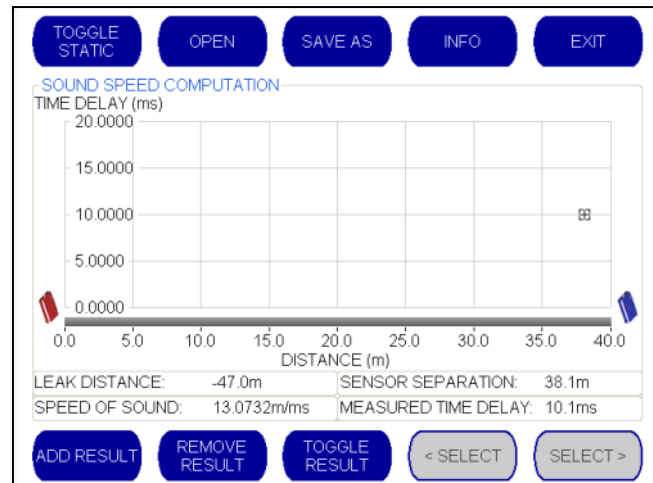 TOGGLE
STATIC
OPEN
SAVE AS
INFO
EXIT
SOUND SPEED COMPUTATION
TIME DELAY (ms)
20.0000
15.0000
10.0000
5.0000
0.0000
0.0 5.0 10.0 15.0 20.0 25.0 30.0 35.0 40.0
DISTANCE (m)
LEAK DISTANCE: -47.0m SENSOR SEPARATION: 38.1m
SPEED OF SOUND: 13.0732m/ms MEASURED TIME DELAY: 10.1ms
ADD RESULT
REMOVE
RESULT
TOGGLE
RESULT
< SELECT
SELECT >